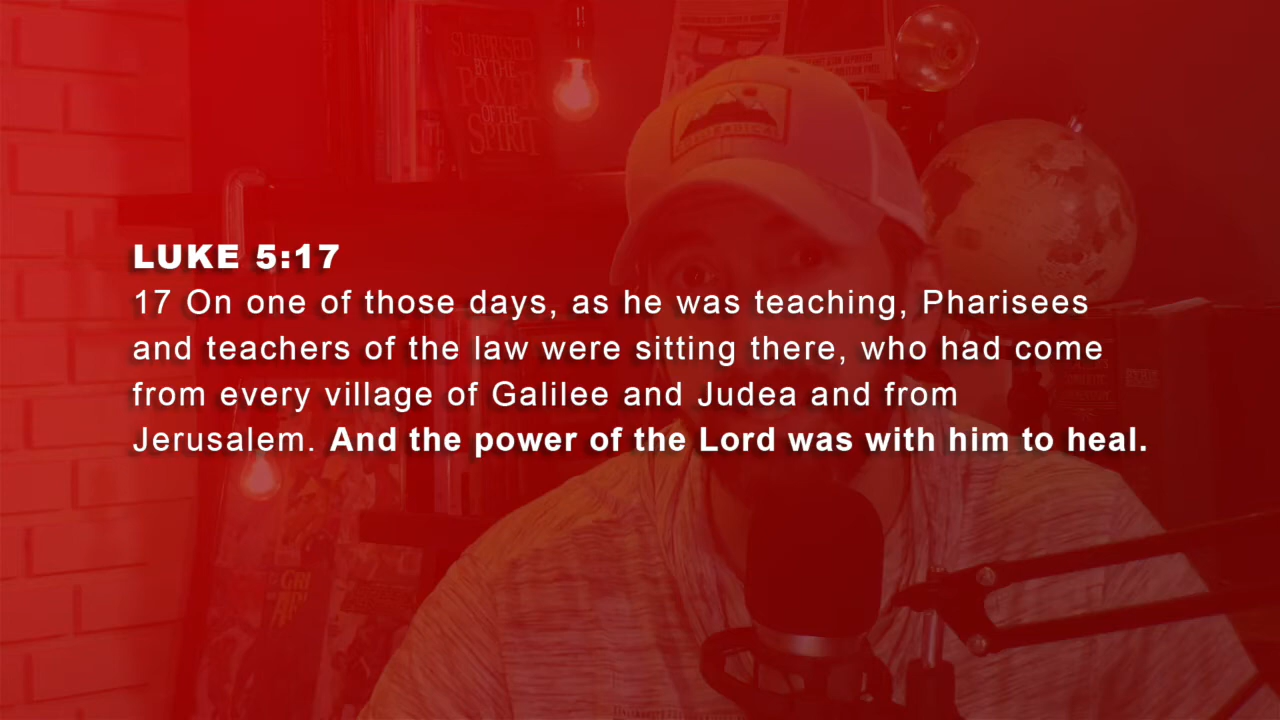 SURPRISED
BY THE
POWER
OF THE
SPIRIT
LUKE 5:17
17 On one of those days, as he was teaching, Pharisees
and teachers of the law were sitting there, who had come
from every village of Galilee and Judea and from
Jerusalem. And the power of the Lord was with him to heal.